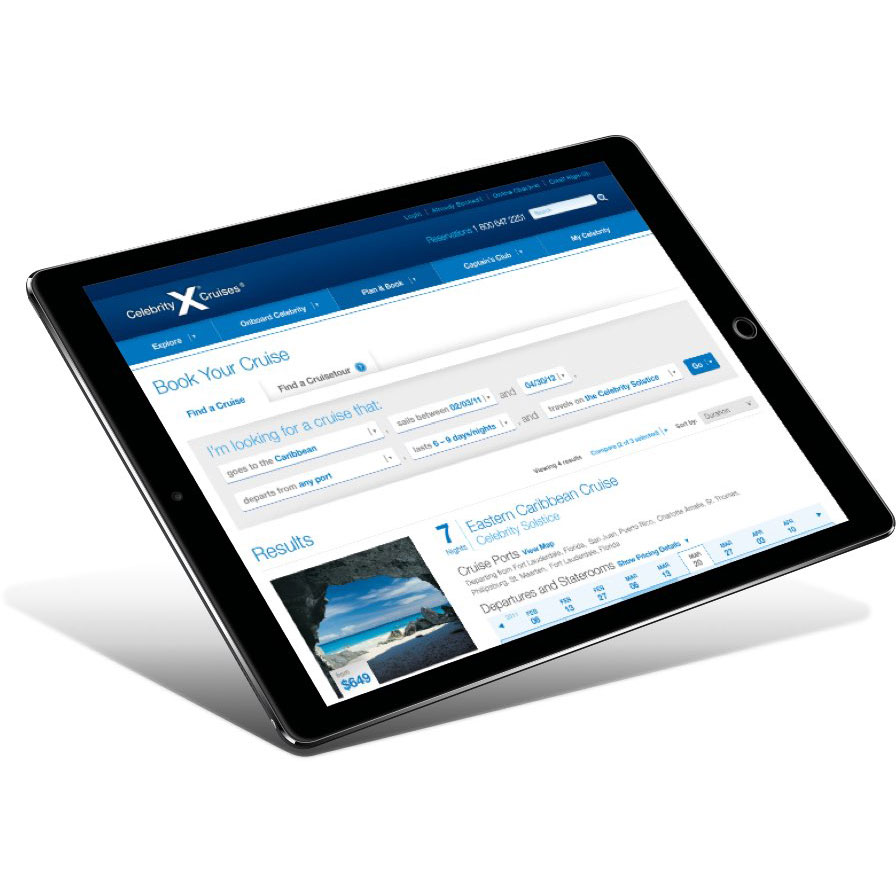 Login | Already Booked? | Online Check-In | Email Sign-Up
Reservations 1 800 647 2251 Search
Celebrity X Cruises®
Explore Onboard Celebrity Plan & Book Captain's Club My Celebrity
Book Your Cruise
Find a Cruise Find a Cruisetour ?
I'm looking for a cruise that:
goes to the Caribbean , sails between 02/03/11 and 04/30/12 ,
departs from any port , lasts 6 - 9 days/nights , and travels on the Celebrity Solstice Go
Viewing 4 results Compare (2 of 3 selected) Sort by: Duration
Results
7 Nights
Eastern Caribbean Cruise
Celebrity Solstice
Cruise Ports View Map
Departing from Fort Lauderdale, Florida, San Juan, Puerto Rico, Charlotte Amalie, St. Thomas,
Philipsburg, St. Maarten, Fort Lauderdale, Florida
Departures and Staterooms Show Pricing Details
2011 FEB 06 FEN 13 FEB 27 MAR 06 MAR 13 MAR 20 MAR 27 APR 03 APR 10
from
$649